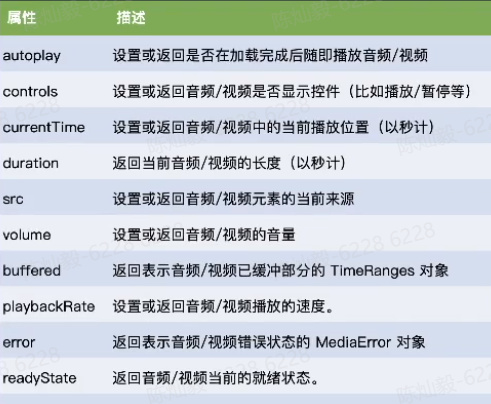 属性 描述
autoplay 设置或返回是否在加载完成后随即播放音频/视频
controls 设置或返回音频/视频是否显示控件（比如播放/暂停等）
currentTime 设置或返回音频/视频中的当前播放位置（以秒计）
duration 返回当前音频/视频的长度（以秒计）
src 设置或返回音频/视频元素的当前来源
volume 设置或返回音频/视频的音量
buffered 返回表示音频/视频已缓冲部分的 TimeRanges 对象
playbackRate 设置或返回音频/视频播放的速度。
error 返回表示音频/视频错误状态的 MediaError 对象
readyState 返回音频/视频当前的就绪状态。